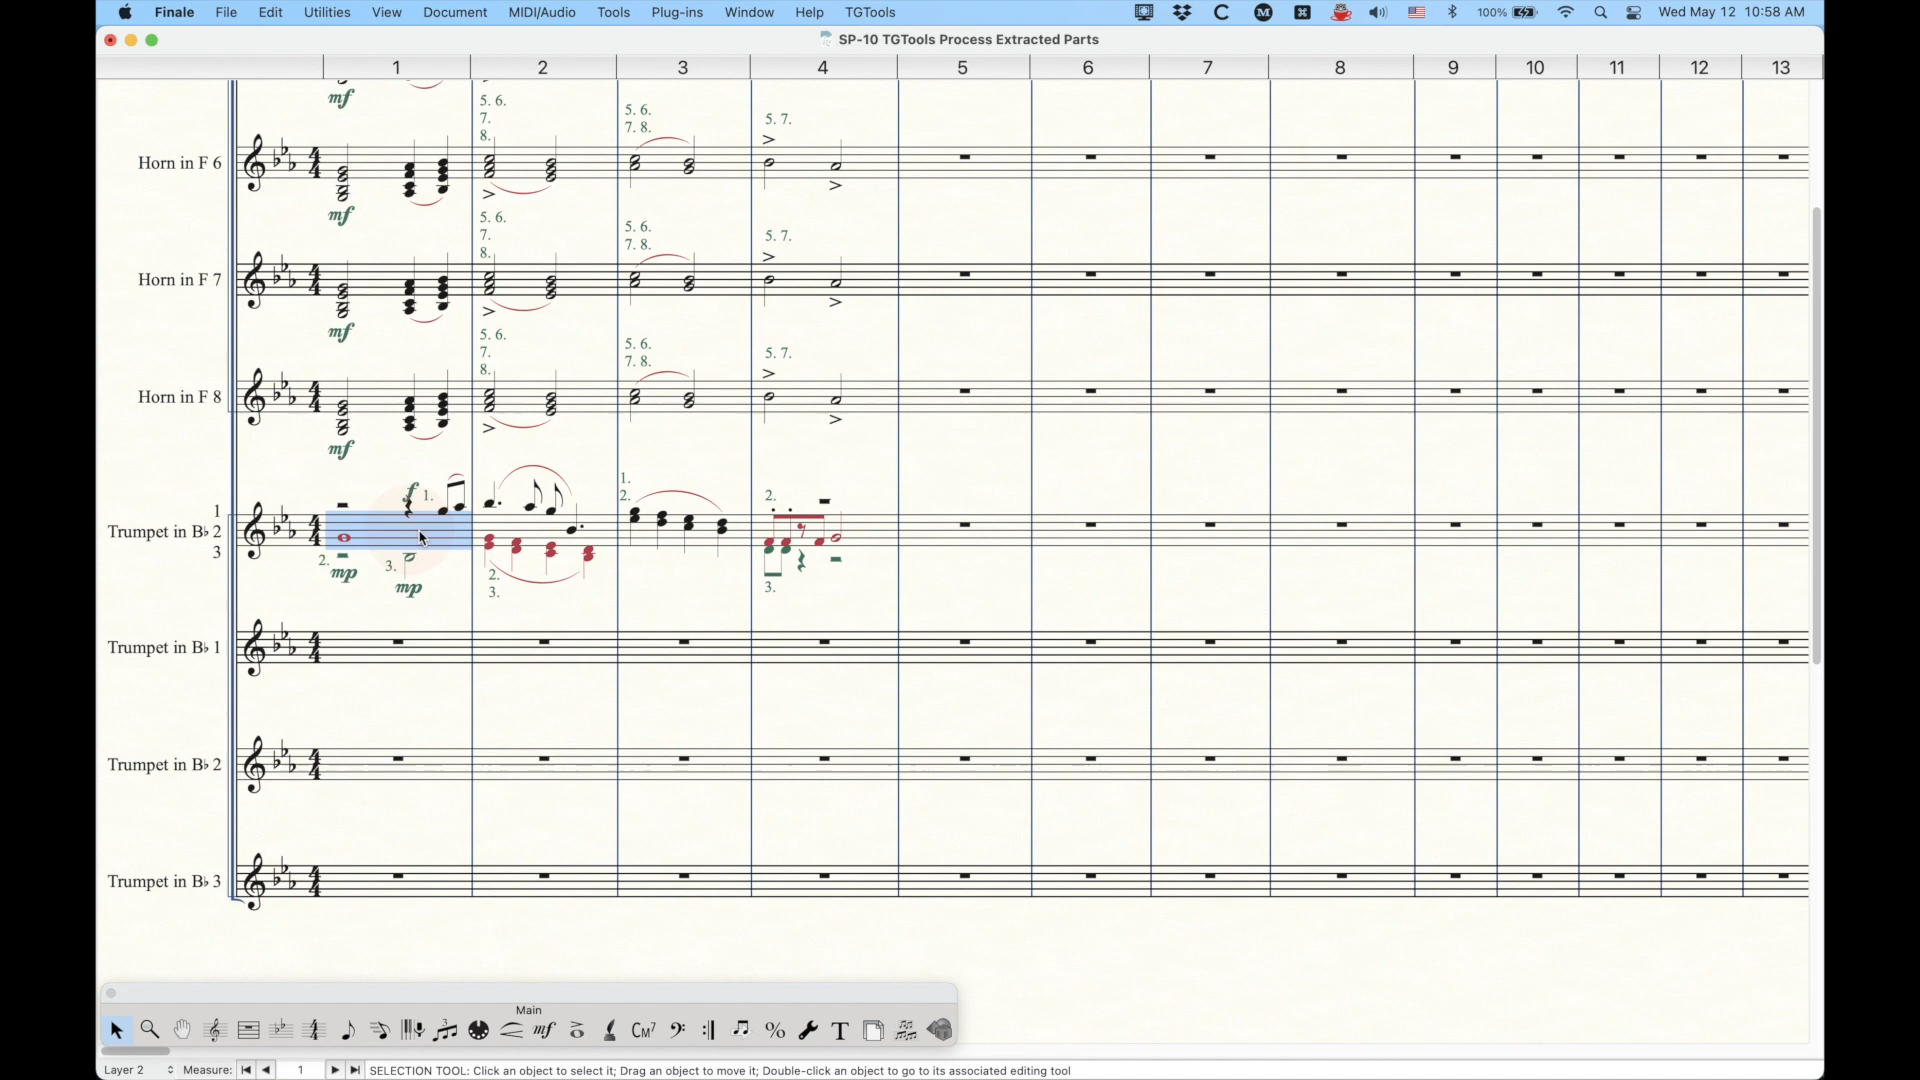 Finale File Edit Utilities View Document MIDI/Audio Tools Plug-ins Window Help TGTools 100% Wed May 12 10:58 AM
SP-10 TGTools Process Extracted Parts
1 2 3 4 5 6 7 8 9 10 11 12 13
mf
5. 6.
7.
8.
5. 6.
7. 8.
5. 7.
Horn in F 6
mf
5. 6.
7.
8.
5. 6.
7. 8.
5. 7.
Horn in F 7
mf
5. 6.
7.
8.
5. 6.
7. 8.
5. 7.
Horn in F 8
mf
f 1.
1.
2.
2.
1
Trumpet in B♭ 2
3
2.
mp
3.
mp
2.
3.
3.
Trumpet in B♭ 1
Trumpet in B♭ 2
Trumpet in B♭ 3
Main
mf CM7 % T
Layer 2 Measure: 1 SELECTION TOOL: Click an object to select it; Drag an object to move it; Double-click an object to go to its associated editing tool